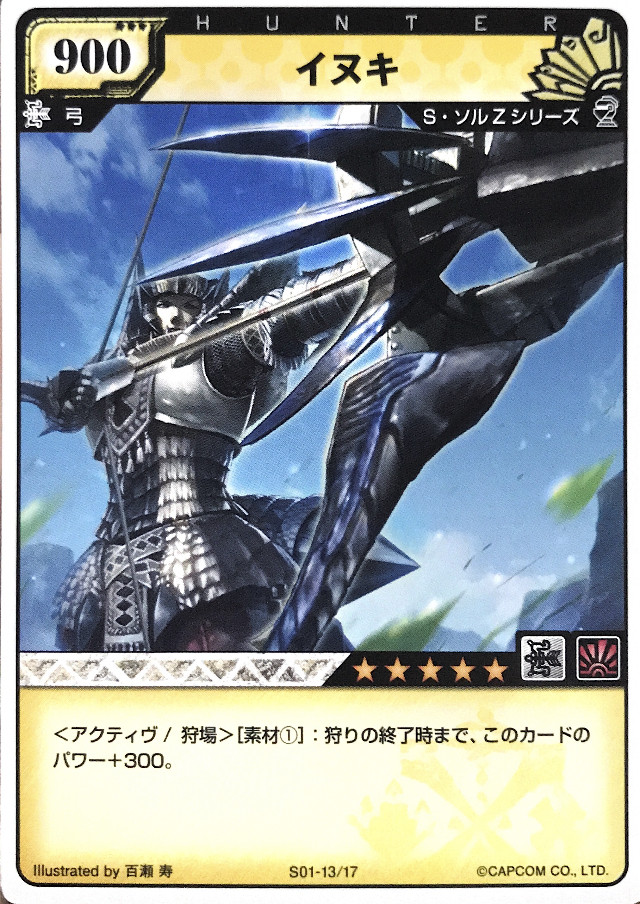 HUNTER
900
イヌキ
弓
S・ソルZシリーズ
＜アクティヴ / 狩場＞[素材①]：狩りの終了時まで、このカードの
パワー＋300。
Illustrated by 百瀬 寿
S01-13/17
©CAPCOM CO., LTD.